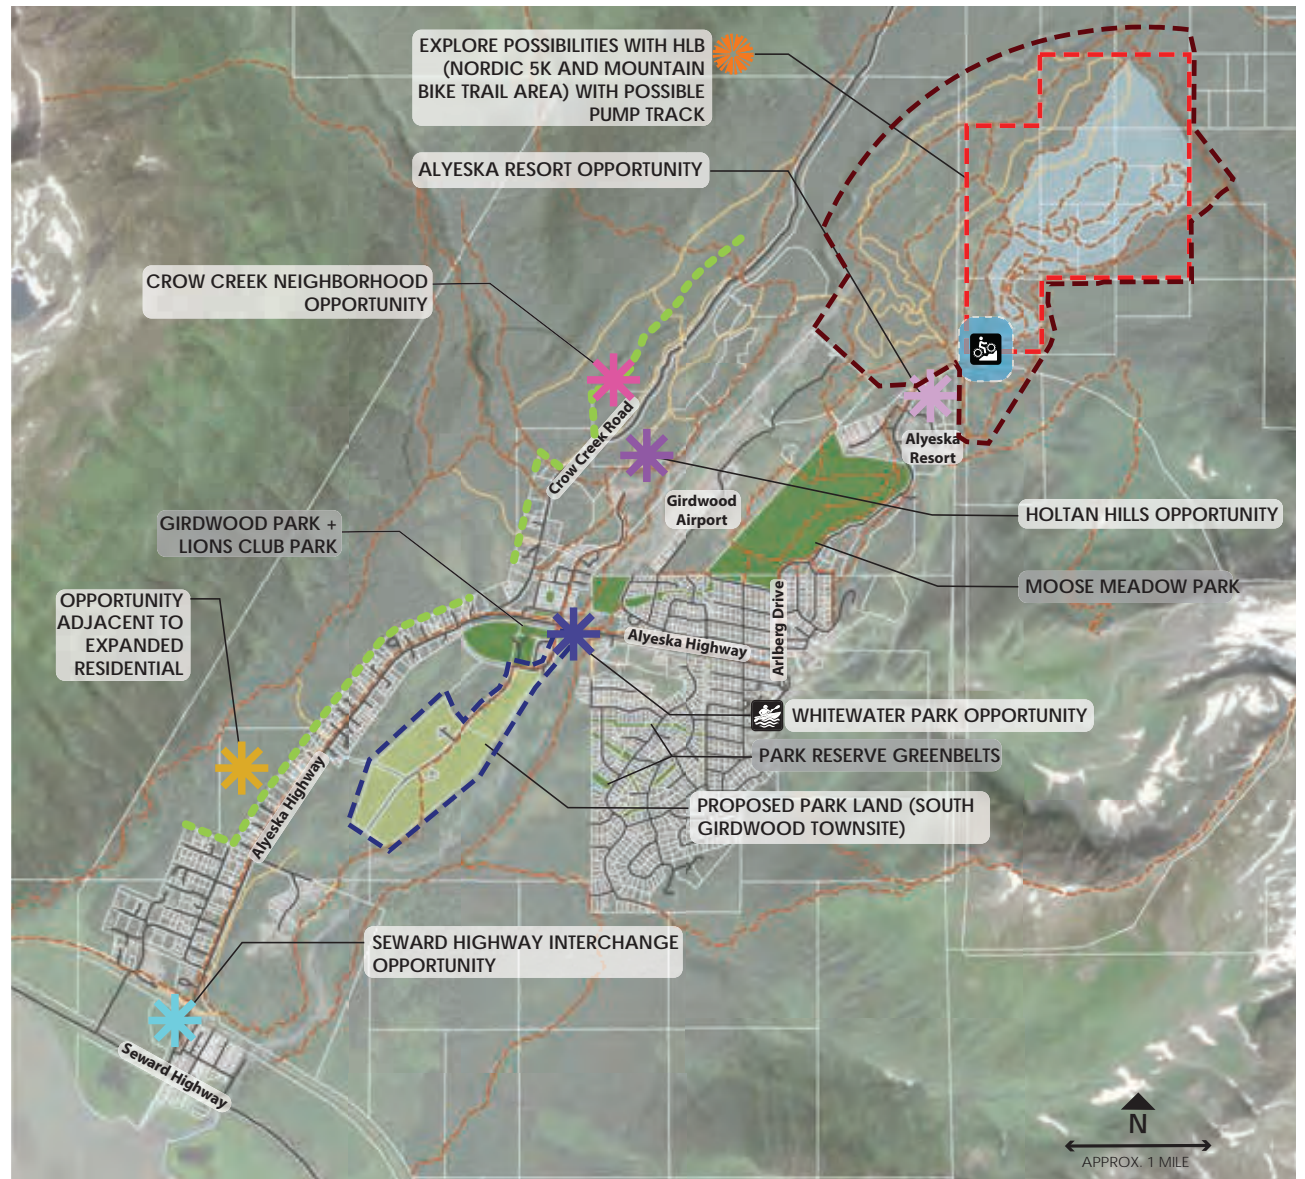 EXPLORE POSSIBILITIES WITH HLB
(NORDIC 5K AND MOUNTAIN
BIKE TRAIL AREA) WITH POSSIBLE
PUMP TRACK
ALYESKA RESORT OPPORTUNITY
CROW CREEK NEIGHBORHOOD
OPPORTUNITY
Crow Creek Road
Alyeska
Resort
Girdwood
Airport
HOLTAN HILLS OPPORTUNITY
GIRDWOOD PARK +
LIONS CLUB PARK
MOOSE MEADOW PARK
OPPORTUNITY
ADJACENT TO
EXPANDED
RESIDENTIAL
Alyeska Highway
Arlberg Drive
WHITEWATER PARK OPPORTUNITY
PARK RESERVE GREENBELTS
PROPOSED PARK LAND (SOUTH
GIRDWOOD TOWNSITE)
Alyeska Highway
SEWARD HIGHWAY INTERCHANGE
OPPORTUNITY
Seward Highway
N
APPROX. 1 MILE